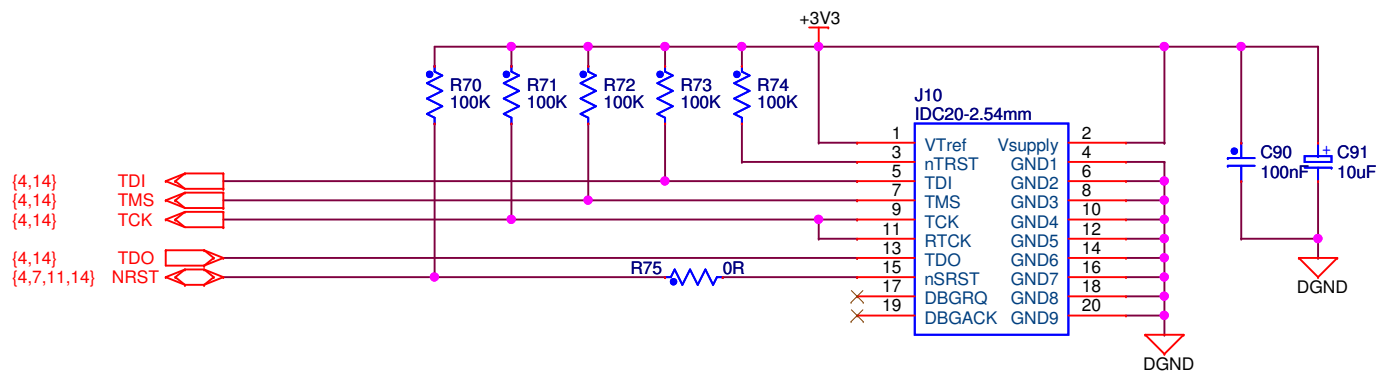 +3V3
R70
100K
R71
100K
R72
100K
R73
100K
R74
100K
J10
IDC20-2.54mm
1 VTref Vsupply 2
3 nTRST GND1 4
{4,14} TDI 5 TDI GND2 6
{4,14} TMS 7 TMS GND3 8
{4,14} TCK 9 TCK GND4 10
11 RTCK GND5 12
{4,14} TDO 13 TDO GND6 14
{4,7,11,14} NRST R75 0R 15 nSRST GND7 16
17 DBGRQ GND8 18
19 DBGACK GND9 20
DGND
C90
100nF
+ C91
10uF
DGND